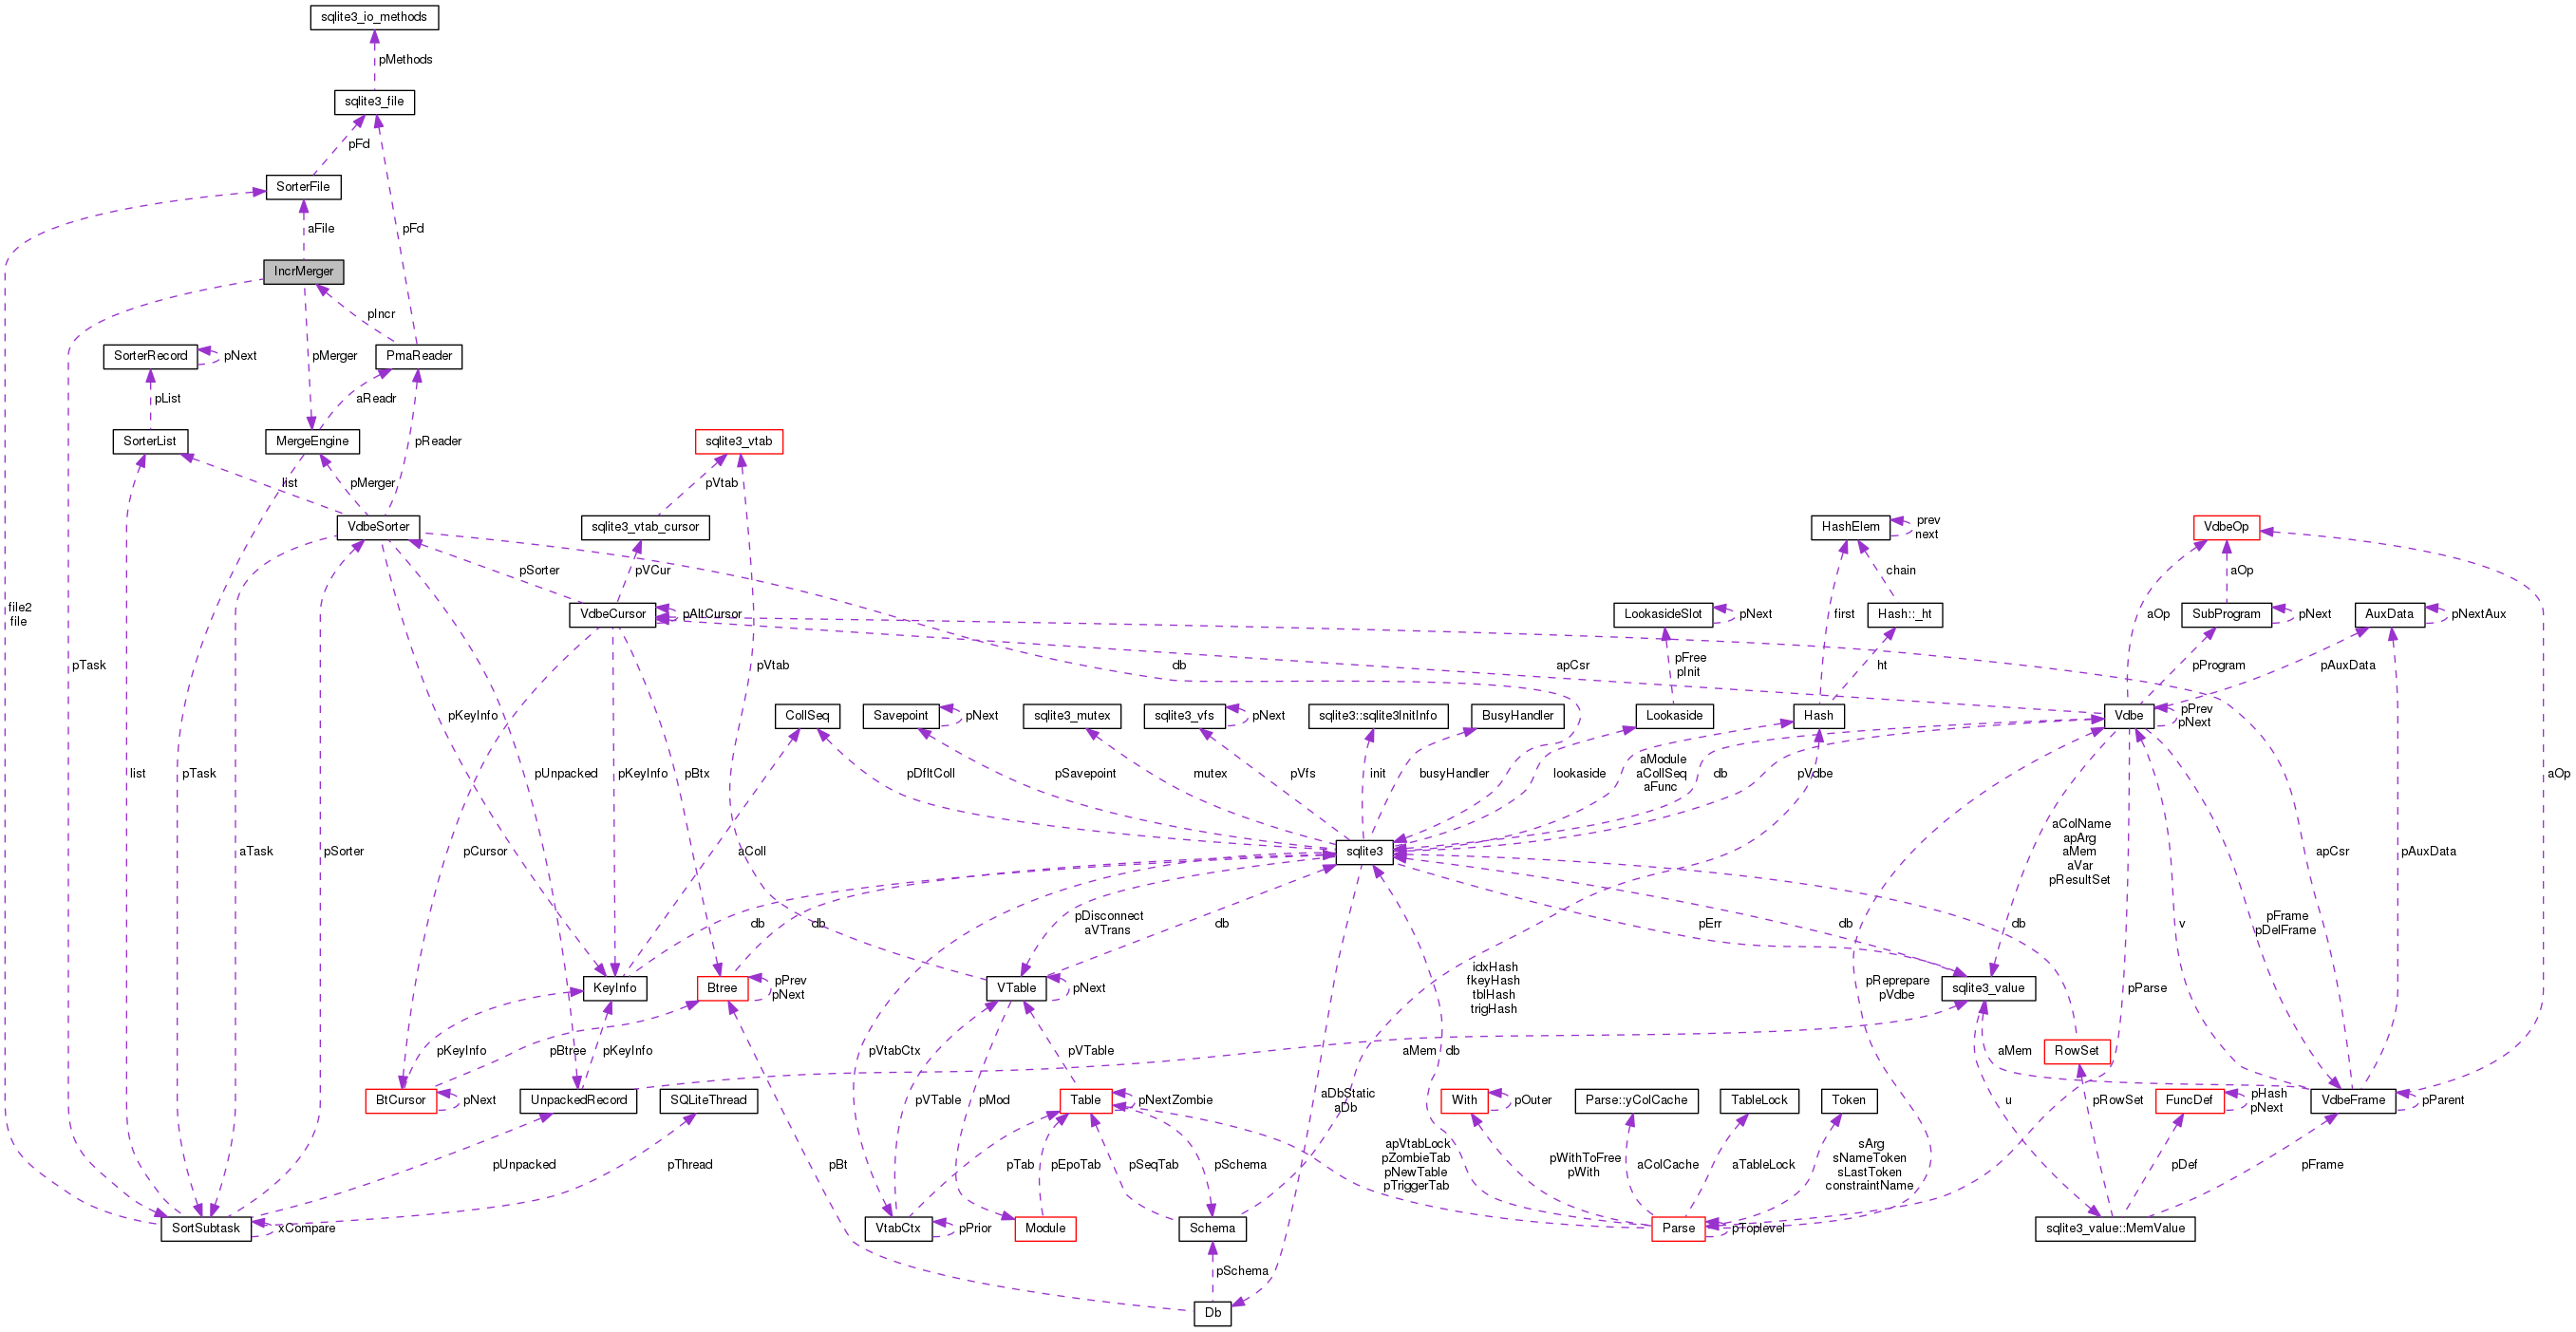 sqlite3_io_methods
pMethods
sqlite3_file
pFd
SorterFile
aFile
pFd
IncrMerger
pIncr
SorterRecord
pNext
pMerger
PmaReader
pList
aReadr
SorterList
MergeEngine
pReader
sqlite3_vtab
list
pMerger
pVtab
VdbeSorter
sqlite3_vtab_cursor
HashElem
prev
next
VdbeOp
pSorter
pVCur
chain
aOp
file2
file
VdbeCursor
pAltCursor
LookasideSlot
pNext
first
Hash::_ht
aOp
SubProgram
pNext
AuxData
pNextAux
pTask
pVtab
db
apCsr
pFree
pInit
ht
pProgram
pAuxData
pKeyInfo
CollSeq
Savepoint
pNext
sqlite3_mutex
sqlite3_vfs
pNext
sqlite3::sqlite3InitInfo
BusyHandler
Lookaside
Hash
Vdbe
pPrev
pNext
list
pTask
pUnpacked
pKeyInfo
pBtx
pDfltColl
pSavepoint
mutex
pVfs
init
busyHandler
lookaside
aModule
aCollSeq
aFunc
db
pVdbe
aOp
aTask
pSorter
pCursor
aColl
sqlite3
aColName
apArg
aMem
aVar
pResultSet
apCsr
pAuxData
db
db
pDisconnect
aVTrans
db
pErr
db
db
pFrame
pDelFrame
v
KeyInfo
Btree
pPrev
pNext
VTable
pNext
idxHash
fkeyHash
tblHash
trigHash
pReprepare
pVdbe
sqlite3_value
pParse
pKeyInfo
pBtree
pKeyInfo
pVtabCtx
pVTable
aMem
db
aMem
RowSet
BtCursor
pNext
UnpackedRecord
SQLiteThread
pVTable
pMod
Table
pNextZombie
aDbStatic
aDb
With
pOuter
Parse::yColCache
TableLock
Token
u
pRowSet
FuncDef
pHash
pNext
VdbeFrame
pParent
pUnpacked
pThread
pBt
pTab
pEpoTab
pSeqTab
pSchema
apVtabLock
pZombieTab
pNewTable
pTriggerTab
pWithToFree
pWith
aColCache
aTableLock
sArg
sNameToken
sLastToken
constraintName
pDef
pFrame
SortSubtask
xCompare
VtabCtx
pPrior
Module
Schema
Parse
pToplevel
sqlite3_value::MemValue
pSchema
Db